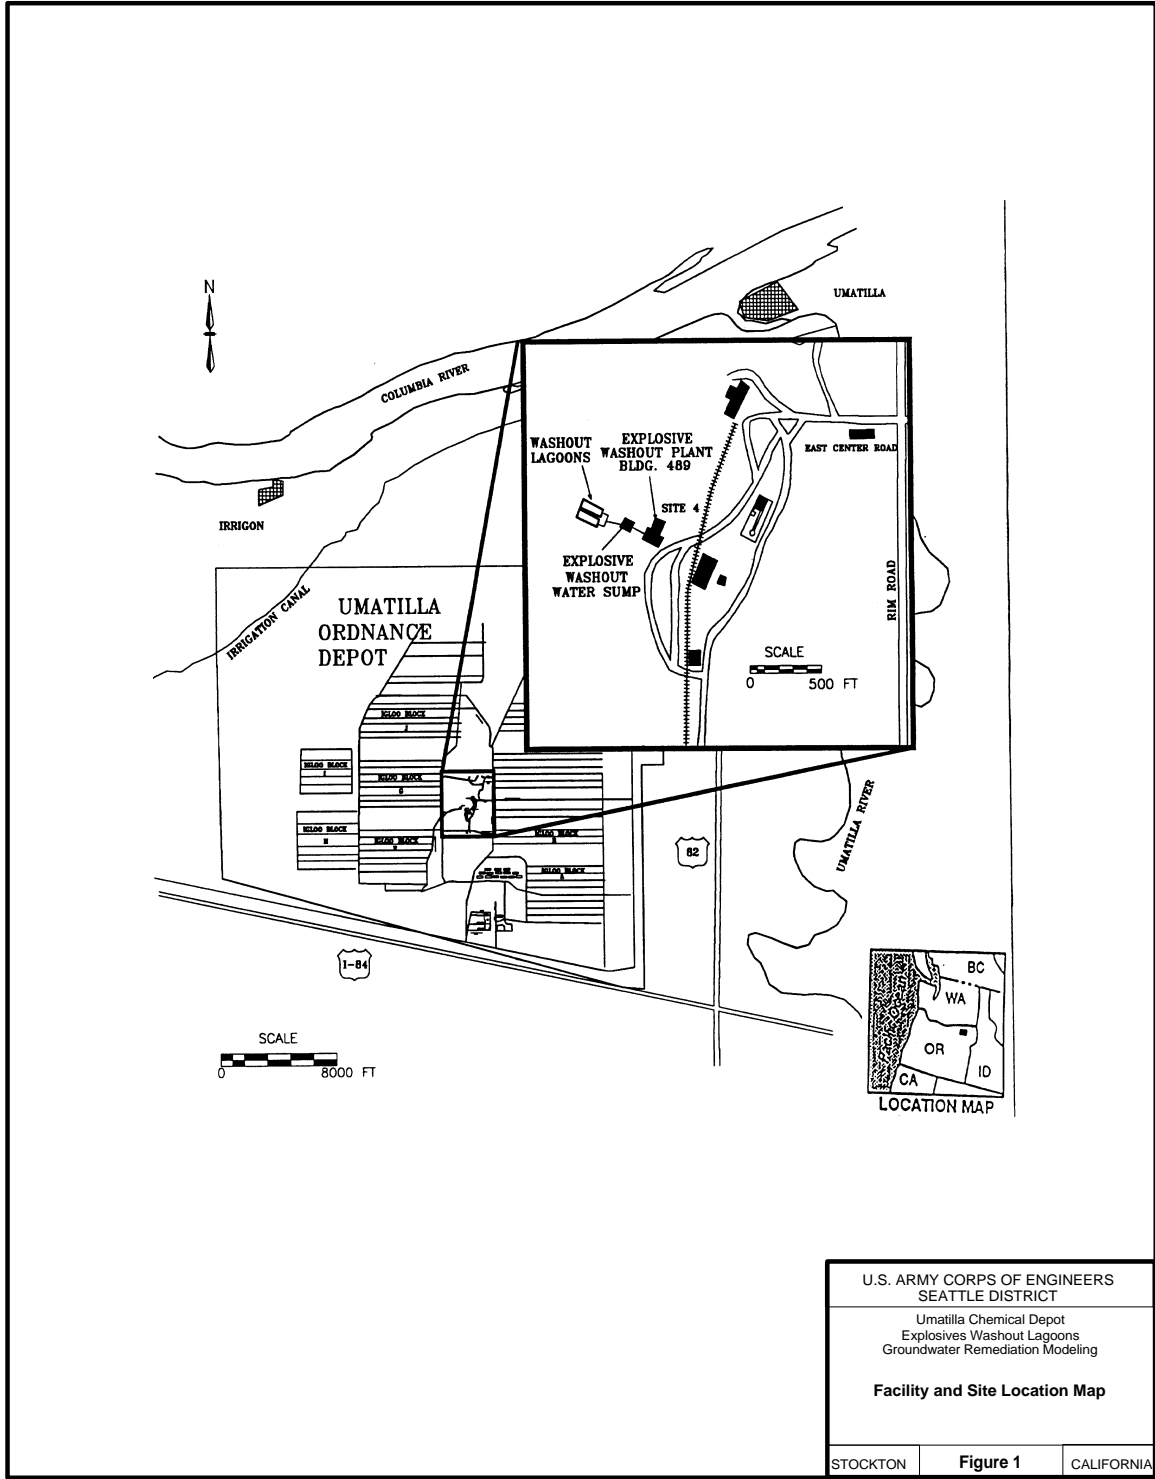 N
UMATILLA
COLUMBIA RIVER
IRRIGON
IRRIGATION CANAL
UMATILLA
ORDNANCE
DEPOT
WASHOUT
LAGOONS
EXPLOSIVE
WASHOUT PLANT
BLDG. 489
SITE 4
EXPLOSIVE
WASHOUT
WATER SUMP
EAST CENTER ROAD
RIM ROAD
SCALE
0 500 FT
IGLOO BLOCK
J
IGLOO BLOCK
I
IGLOO BLOCK
G
IGLOO BLOCK
IGLOO BLOCK
IGLOO BLOCK
IGLOO BLOCK
A
82
UMATILLA RIVER
I-84
SCALE
0 8000 FT
Pacific Ocean
BC
WA
OR
ID
CA
LOCATION MAP
U.S. ARMY CORPS OF ENGINEERS
SEATTLE DISTRICT
Umatilla Chemical Depot
Explosives Washout Lagoons
Groundwater Remediation Modeling
Facility and Site Location Map
STOCKTON Figure 1 CALIFORNIA